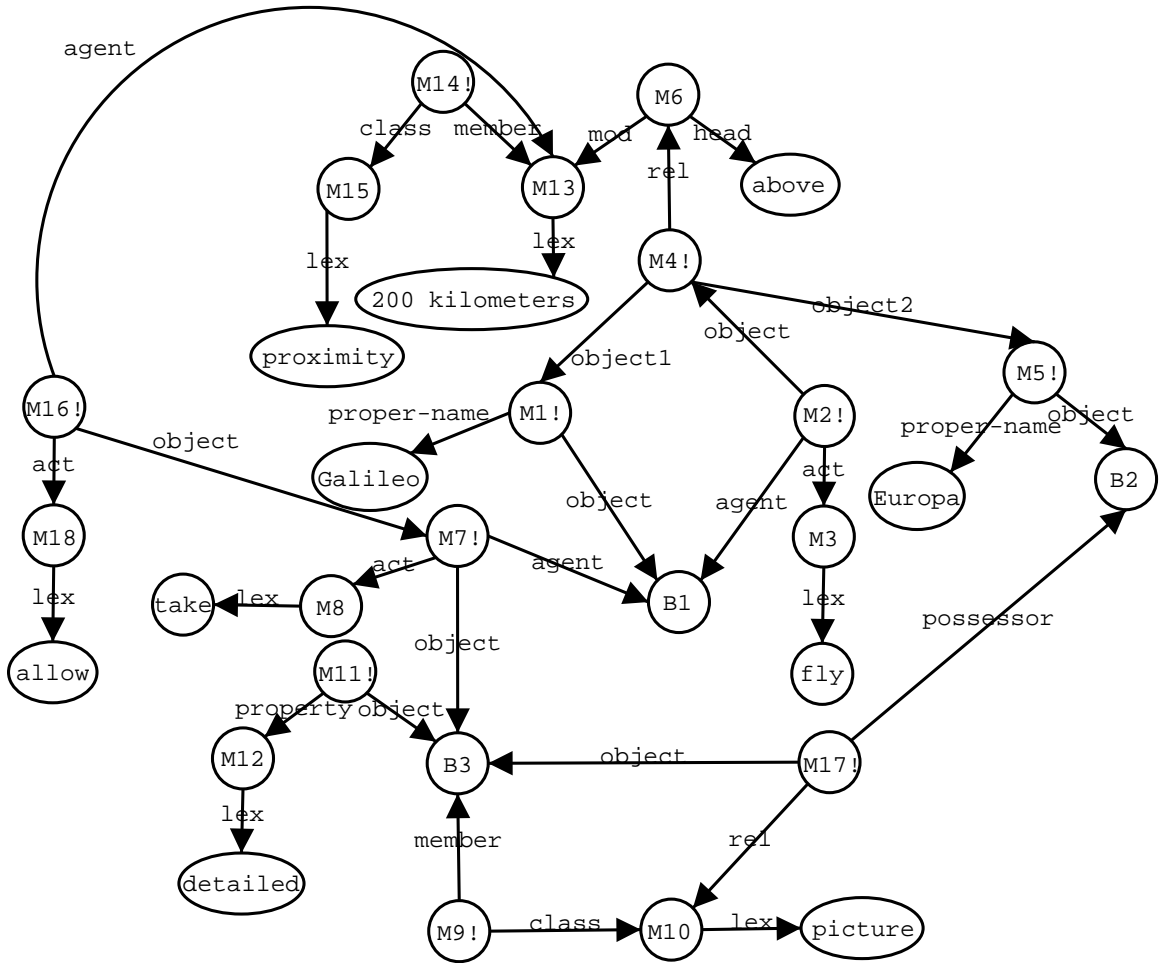 agent
M14!
M6
class
member
mod
head
M15
M13
rel
above
lex
lex
M4!
200 kilometers
object2
object
proximity
object1
M5!
M16!
proper-name
M1!
M2!
object
proper-name
object
act
Galileo
object
act
agent
Europa
B2
M18
M7!
M3
act
agent
lex
take
lex
M8
B1
lex
possessor
object
allow
M11!
fly
property
object
M12
B3
object
M17!
lex
member
rel
detailed
M9!
class
M10
lex
picture